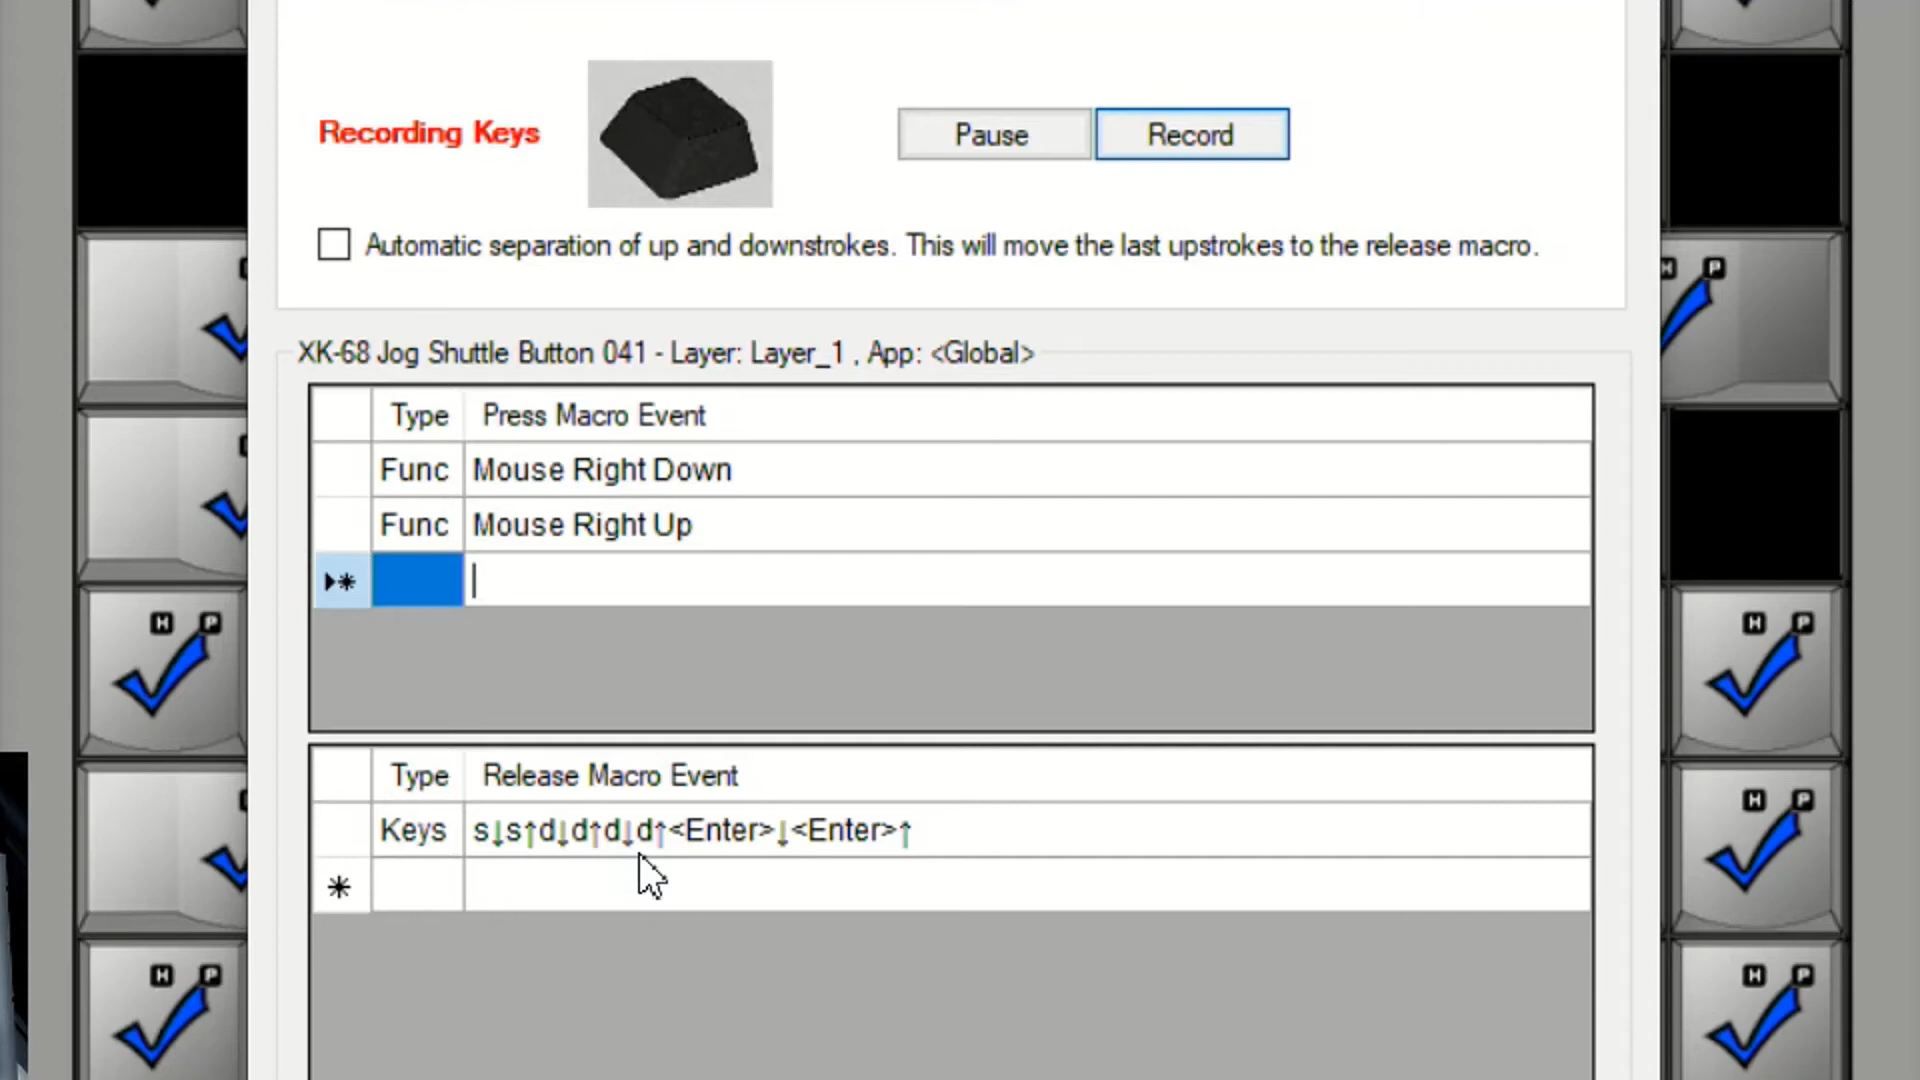 Recording Keys
Pause
Record
Automatic separation of up and downstrokes. This will move the last upstrokes to the release macro.
H P
XK-68 Jog Shuttle Button 041 - Layer: Layer_1 , App: <Global>
Type Press Macro Event
Func Mouse Right Down
Func Mouse Right Up
H P
H P
Type Release Macro Event
Keys s↓s↑d↓d↑d↓d↑<Enter>↓<Enter>↑
H P
H P
H P